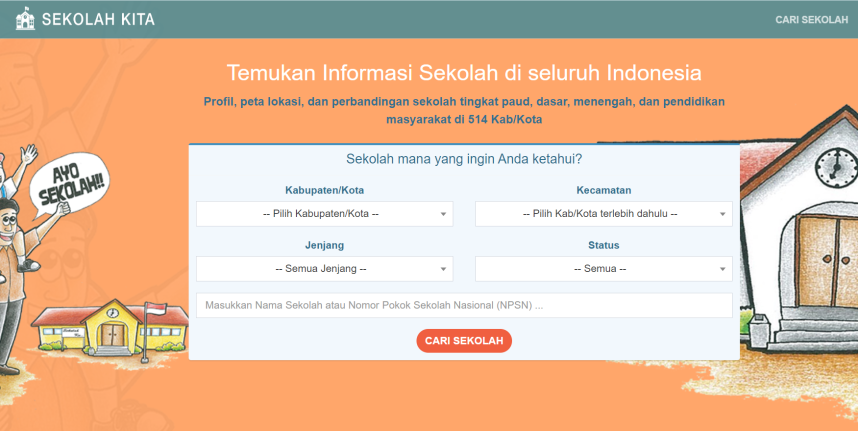 SEKOLAH KITA
CARI SEKOLAH
Temukan Informasi Sekolah di seluruh Indonesia
Profil, peta lokasi, dan perbandingan sekolah tingkat paud, dasar, menengah, dan pendidikan
masyarakat di 514 Kab/Kota
AYO
SEKOLAH!!
Sekolah mana yang ingin Anda ketahui?
Kabupaten/Kota
Kecamatan
-- Pilih Kabupaten/Kota --
-- Pilih Kab/Kota terlebih dahulu --
Jenjang
Status
-- Semua Jenjang --
-- Semua --
Masukkan Nama Sekolah atau Nomor Pokok Sekolah Nasional (NPSN) ...
CARI SEKOLAH